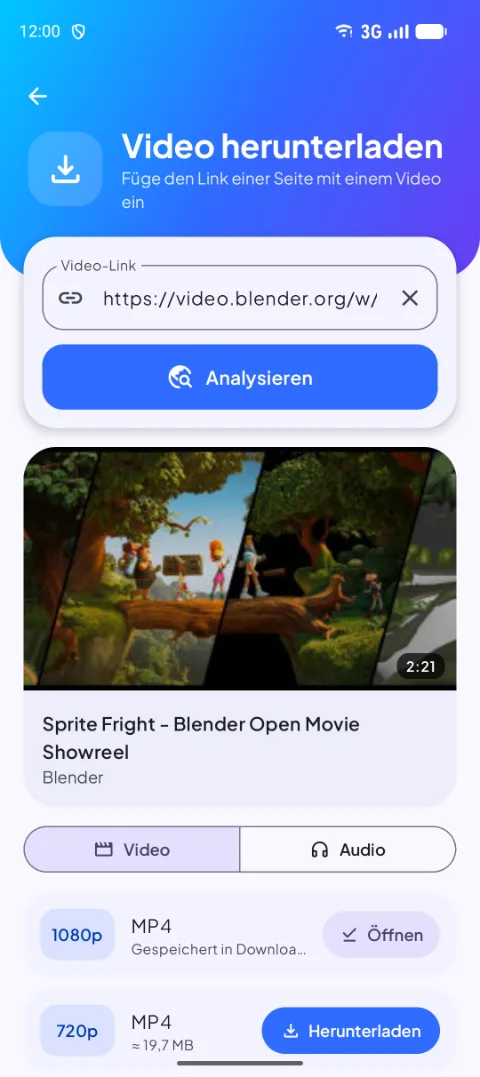 12:00
3G
Video herunterladen
Füge den Link einer Seite mit einem Video
ein
Video-Link
https://video.blender.org/w/
Analysieren
2:21
Sprite Fright – Blender Open Movie
Showreel
Blender
Video
Audio
1080p
MP4
Gespeichert in Downloa...
Öffnen
720p
MP4
≈ 19,7 MB
Herunterladen